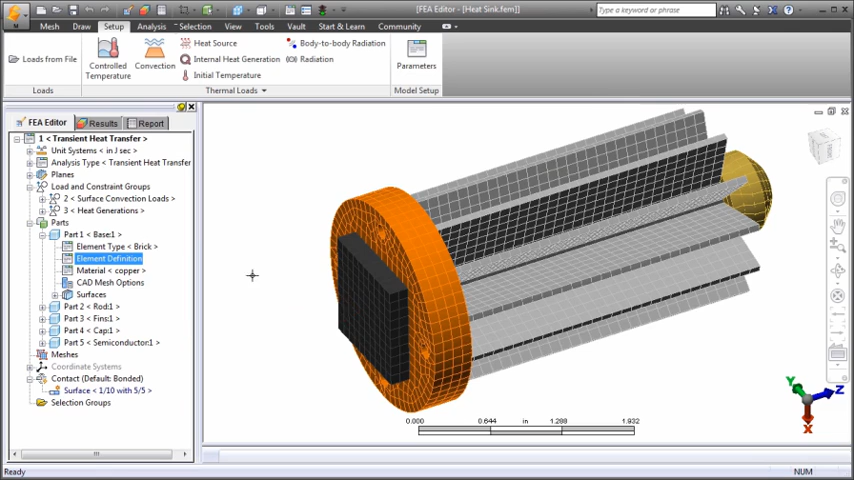 [FEA Editor - [Heat Sink.fem]]
Type a keyword or phrase
Mesh Draw Setup Analysis Selection View Tools Vault Start & Learn Community
Loads from File
Controlled Temperature
Convection
Heat Source
Internal Heat Generation
Initial Temperature
Body-to-body Radiation
Radiation
Parameters
Loads Thermal Loads Model Setup
FEA Editor Results Report
1 < Transient Heat Transfer >
Unit Systems < in J sec >
Analysis Type < Transient Heat Transfer
Planes
Load and Constraint Groups
2 < Surface Convection Loads >
3 < Heat Generations >
Parts
Part 1 < Base:1 >
Element Type < Brick >
Element Definition
Material < copper >
CAD Mesh Options
Surfaces
Part 2 < Rod:1 >
Part 3 < Fins:1 >
Part 4 < Cap:1 >
Part 5 < Semiconductor:1 >
Meshes
Coordinate Systems
Contact (Default: Bonded)
Surface < 1/10 with 5/5 >
Selection Groups
0.000 0.644 in 1.288 1.932
Y Z
X
Ready NUM